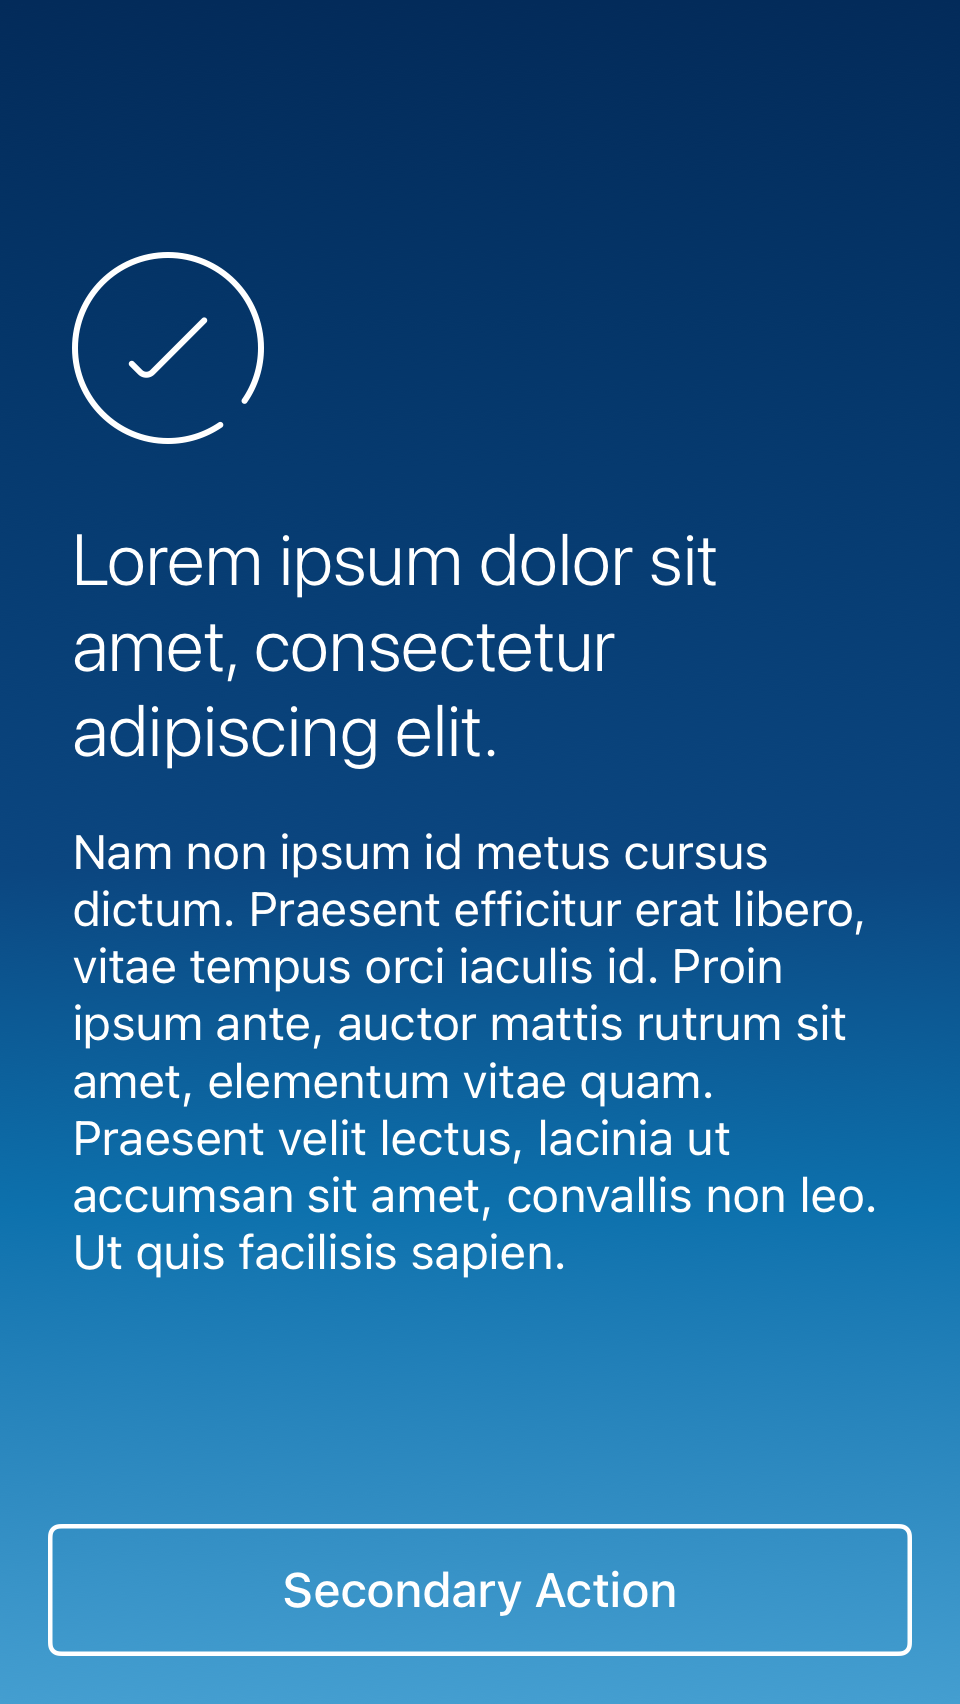 Lorem ipsum dolor sit
amet, consectetur
adipiscing elit.
Nam non ipsum id metus cursus
dictum. Praesent efficitur erat libero,
vitae tempus orci iaculis id. Proin
ipsum ante, auctor mattis rutrum sit
amet, elementum vitae quam.
Praesent velit lectus, lacinia ut
accumsan sit amet, convallis non leo.
Ut quis facilisis sapien.
Secondary Action